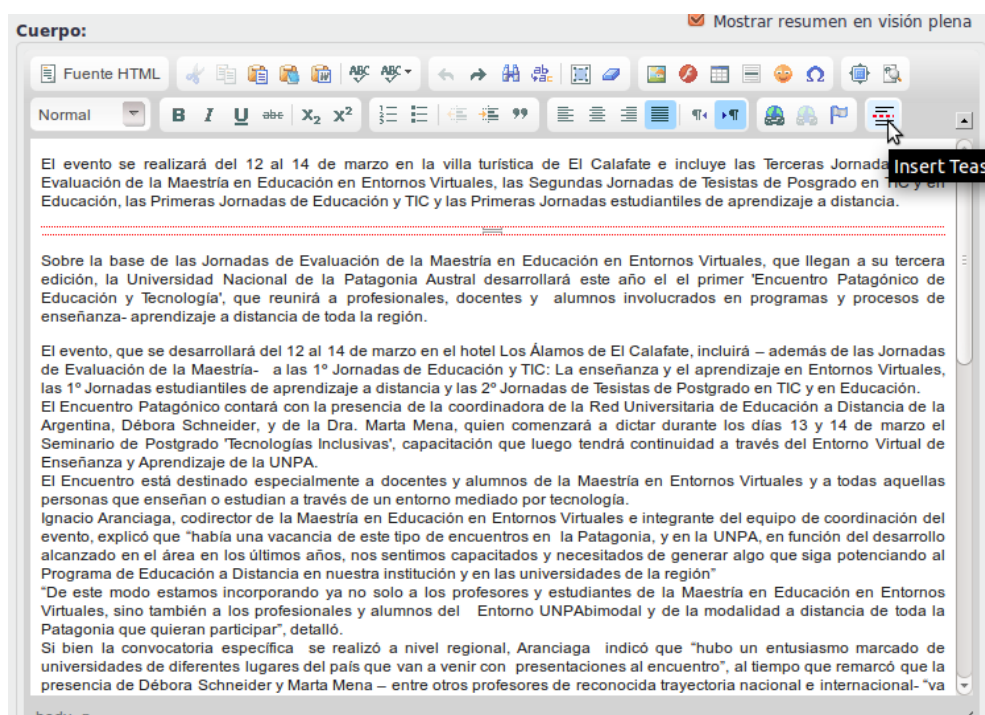 Mostrar resumen en visión plena
Cuerpo:
Fuente HTML
Normal
Insert Teas
El evento se realizará del 12 al 14 de marzo en la villa turística de El Calafate e incluye las Terceras Jornada
Evaluación de la Maestría en Educación en Entornos Virtuales, las Segundas Jornadas de Tesistas de Posgrado en TIC y en
Educación, las Primeras Jornadas de Educación y TIC y las Primeras Jornadas estudiantiles de aprendizaje a distancia.
Sobre la base de las Jornadas de Evaluación de la Maestría en Educación en Entornos Virtuales, que llegan a su tercera
edición, la Universidad Nacional de la Patagonia Austral desarrollará este año el el primer 'Encuentro Patagónico de
Educación y Tecnología', que reunirá a profesionales, docentes y alumnos involucrados en programas y procesos de
enseñanza- aprendizaje a distancia de toda la región.
El evento, que se desarrollará del 12 al 14 de marzo en el hotel Los Álamos de El Calafate, incluirá – además de las Jornadas
de Evaluación de la Maestría- a las 1º Jornadas de Educación y TIC: La enseñanza y el aprendizaje en Entornos Virtuales,
las 1º Jornadas estudiantiles de aprendizaje a distancia y las 2º Jornadas de Tesistas de Postgrado en TIC y en Educación.
El Encuentro Patagónico contará con la presencia de la coordinadora de la Red Universitaria de Educación a Distancia de la
Argentina, Débora Schneider, y de la Dra. Marta Mena, quien comenzará a dictar durante los días 13 y 14 de marzo el
Seminario de Postgrado 'Tecnologías Inclusivas', capacitación que luego tendrá continuidad a través del Entorno Virtual de
Enseñanza y Aprendizaje de la UNPA.
El Encuentro está destinado especialmente a docentes y alumnos de la Maestría en Entornos Virtuales y a todas aquellas
personas que enseñan o estudian a través de un entorno mediado por tecnología.
Ignacio Aranciaga, codirector de la Maestría en Educación en Entornos Virtuales e integrante del equipo de coordinación del
evento, explicó que “había una vacancia de este tipo de encuentros en la Patagonia, y en la UNPA, en función del desarrollo
alcanzado en el área en los últimos años, nos sentimos capacitados y necesitados de generar algo que siga potenciando al
Programa de Educación a Distancia en nuestra institución y en las universidades de la región”
“De este modo estamos incorporando ya no solo a los profesores y estudiantes de la Maestría en Educación en Entornos
Virtuales, sino también a los profesionales y alumnos del Entorno UNPAbimodal y de la modalidad a distancia de toda la
Patagonia que quieran participar”, detalló.
Si bien la convocatoria específica se realizó a nivel regional, Aranciaga indicó que “hubo un entusiasmo marcado de
universidades de diferentes lugares del país que van a venir con presentaciones al encuentro”, al tiempo que remarcó que la
presencia de Débora Schneider y Marta Mena – entre otros profesores de reconocida trayectoria nacional e internacional- “va